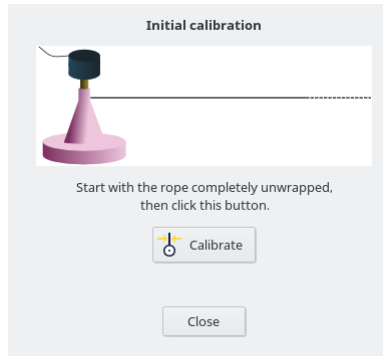 Initial calibration
Start with the rope completely unwrapped,
then click this button.
Calibrate
Close